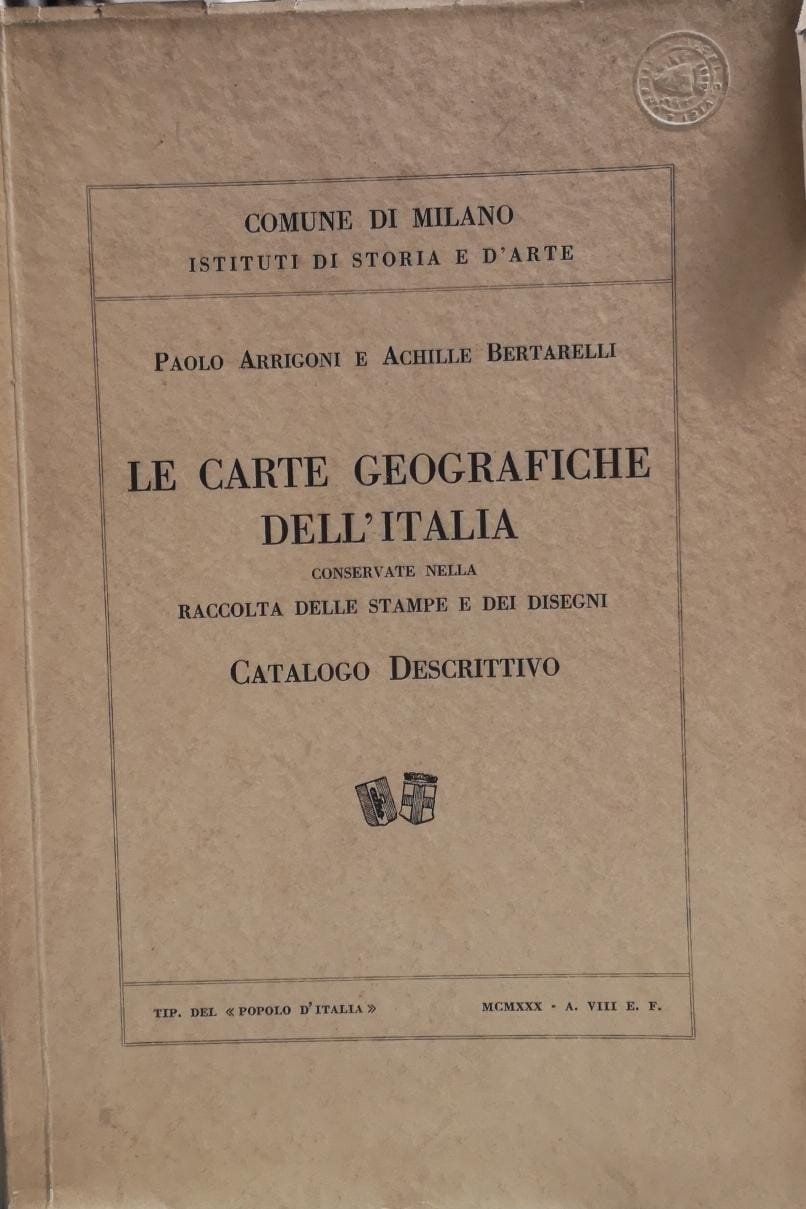 COMUNE DI MILANO
ISTITUTI DI STORIA E D'ARTE
PAOLO ARRIGONI E ACHILLE BERTARELLI
LE CARTE GEOGRAFICHE
DELL'ITALIA
CONSERVATE NELLA
RACCOLTA DELLE STAMPE E DEI DISEGNI
CATALOGO DESCRITTIVO
TIP. DEL « POPOLO D'ITALIA » MCMXXX - A. VIII E. F.